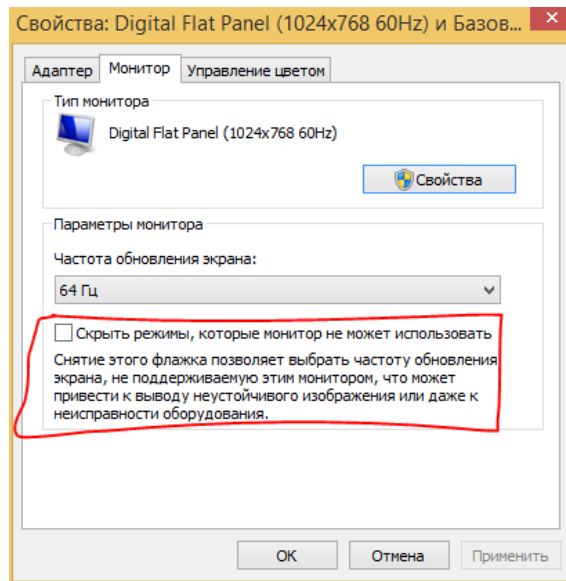 Свойства: Digital Flat Panel (1024x768 60Hz) и Базов...
Адаптер Монитор Управление цветом
Тип монитора
Digital Flat Panel (1024x768 60Hz)
Свойства
Параметры монитора
Частота обновления экрана:
64 Гц
Скрыть режимы, которые монитор не может использовать
Снятие этого флажка позволяет выбрать частоту обновления
экрана, не поддерживаемую этим монитором, что может
привести к выводу неустойчивого изображения или даже к
неисправности оборудования.
ОК Отмена Применить